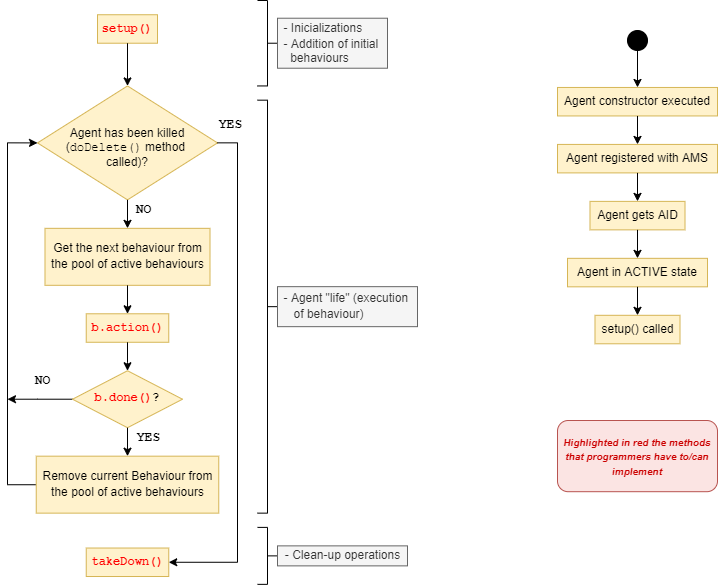 setup()
- Inicializations
- Addition of initial
behaviours
Agent has been killed
(doDelete() method
called)?
YES
NO
Get the next behaviour from
the pool of active behaviours
b.action()
- Agent "life" (execution
of behaviour)
b.done()?
NO
YES
Remove current Behaviour from
the pool of active behaviours
takeDown()
- Clean-up operations
Agent constructor executed
Agent registered with AMS
Agent gets AID
Agent in ACTIVE state
setup() called
Highlighted in red the methods
that programmers have to/can
implement